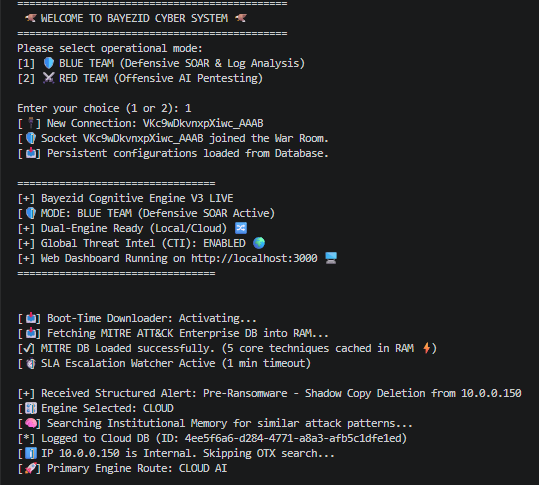 =============================================
🦅 WELCOME TO BAYEZID CYBER SYSTEM 🦅
=============================================
Please select operational mode:
[1] 🛡️ BLUE TEAM (Defensive SOAR & Log Analysis)
[2] ⚔️ RED TEAM (Offensive AI Pentesting)
Enter your choice (1 or 2): 1
[🔌] New Connection: VKc9wDkvnxpXiwc_AAAB
[🛡️ Socket VKc9wDkvnxpXiwc_AAAB joined the War Room.
[📥] Persistent configurations loaded from Database.
=================================
[+] Bayezid Cognitive Engine V3 LIVE
[🛡️ MODE: BLUE TEAM (Defensive SOAR Active)
[+] Dual-Engine Ready (Local/Cloud) 🔀
[+] Global Threat Intel (CTI): ENABLED 🌍
[+] Web Dashboard Running on http://localhost:3000 💻
=================================
[📥] Boot-Time Downloader: Activating...
[📥] Fetching MITRE ATT&CK Enterprise DB into RAM...
[✔] MITRE DB Loaded successfully. (5 core techniques cached in RAM ⚡)
[🛡️ SLA Escalation Watcher Active (1 min timeout)
[+] Received Structured Alert: Pre-Ransomware - Shadow Copy Deletion from 10.0.0.150
[🎛️ Engine Selected: CLOUD
[🧠] Searching Institutional Memory for similar attack patterns...
[*] Logged to Cloud DB (ID: 4ee5f6a6-d284-4771-a8a3-afb5c1dfe1ed)
[ℹ️ IP 10.0.0.150 is Internal. Skipping OTX search...
[🚀] Primary Engine Route: CLOUD AI